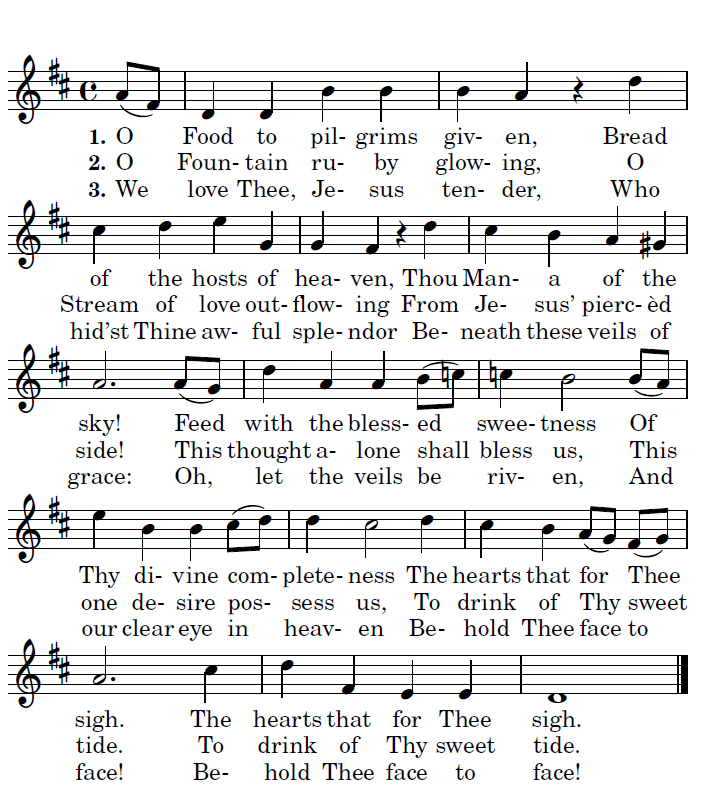 1. O Food to pil- grims giv- en, Bread
2. O Foun- tain ru- by glow- ing, O
3. We love Thee, Je- sus ten- der, Who
of the hosts of hea- ven, Thou Man- a of the
Stream of love out- flow- ing From Je- sus' pierc- èd
hid'st Thine aw- ful splen- dor Be- neath these veils of
sky! Feed with the bless- ed swee- tness Of
side! This thought a- lone shall bless us, This
grace: Oh, let the veils be riv- en, And
Thy di- vine com- plete- ness The hearts that for Thee
one de- sire pos- sess us, To drink of Thy sweet
our clear eye in heav- en Be- hold Thee face to
sigh. The hearts that for Thee sigh.
tide. To drink of Thy sweet tide.
face! Be- hold Thee face to face!